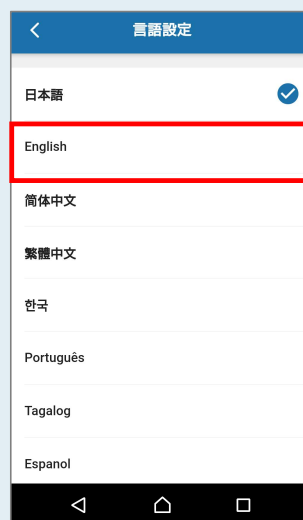 言語設定
日本語
English
简体中文
繁體中文
한국
Português
Tagalog
Espanol